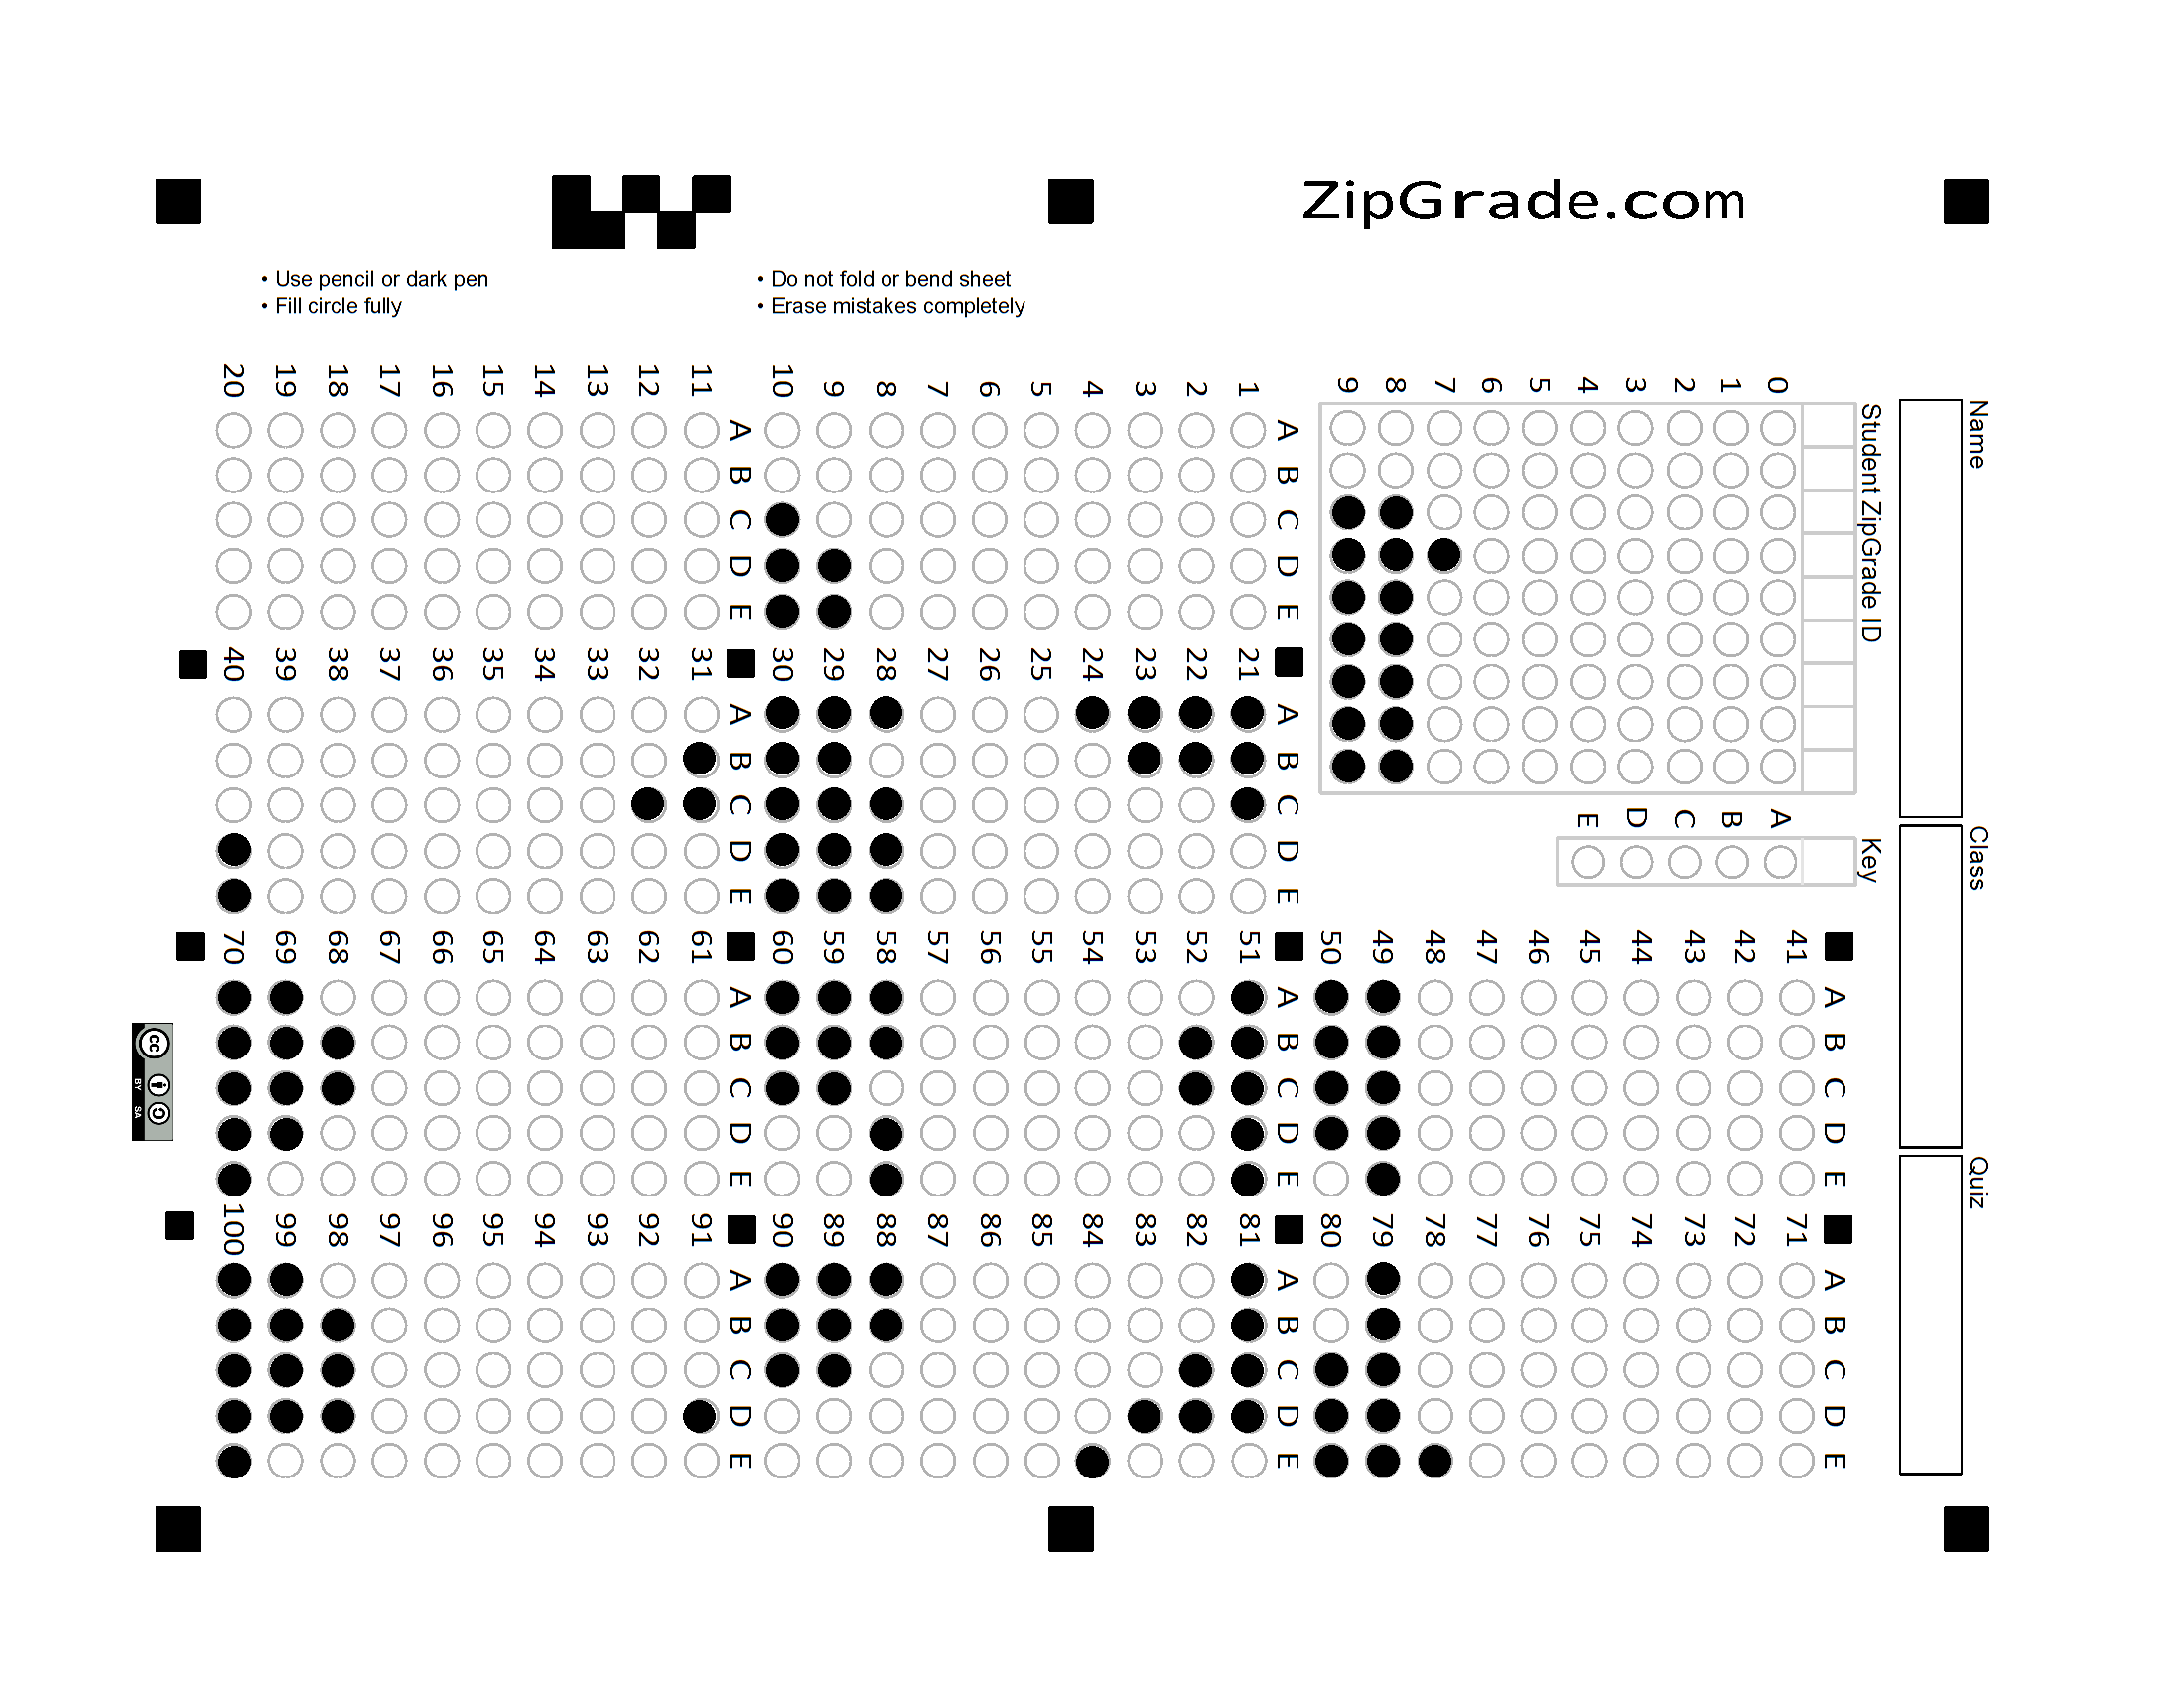 ZipGrade.com
• Use pencil or dark pen
• Fill circle fully
• Do not fold or bend sheet
• Erase mistakes completely
Name Class Quiz
Student ZipGrade ID Key
A B C D E A B C D E
0 A 41 71
1 B 42 72
2 C 43 73
3 D 44 74
4 E 45 75
5 46 76
6 47 77
7 48 78
8 49 79
9 50 80
A B C D E A B C D E A B C D E A B C D E
1 21 51 81
2 22 52 82
3 23 53 83
4 24 54 84
5 25 55 85
6 26 56 86
7 27 57 87
8 28 58 88
9 29 59 89
10 30 60 90
A B C D E A B C D E A B C D E A B C D E
11 31 61 91
12 32 62 92
13 33 63 93
14 34 64 94
15 35 65 95
16 36 66 96
17 37 67 97
18 38 68 98
19 39 69 99
20 40 70 100
cc BY SA